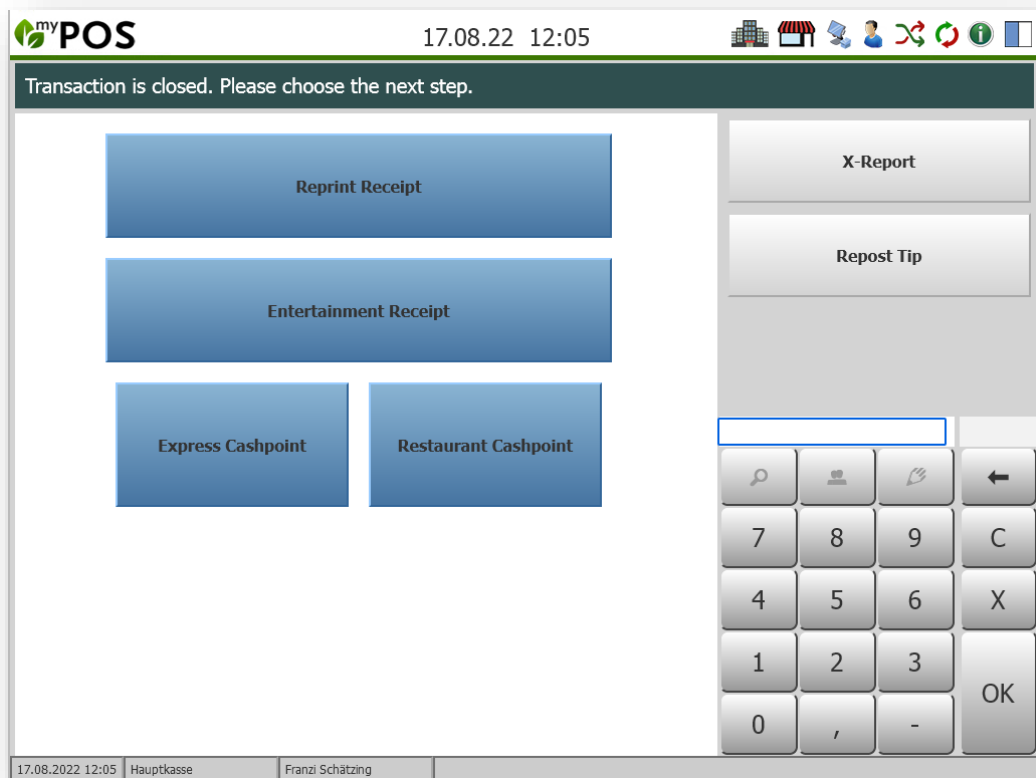 myPOS 17.08.22 12:05
Transaction is closed. Please choose the next step.
Reprint Receipt
Entertainment Receipt
Express Cashpoint Restaurant Cashpoint
X-Report
Repost Tip
7 8 9 C
4 5 6 X
1 2 3
OK
0 , -
17.08.2022 12:05 Hauptkasse Franzi Schätzing